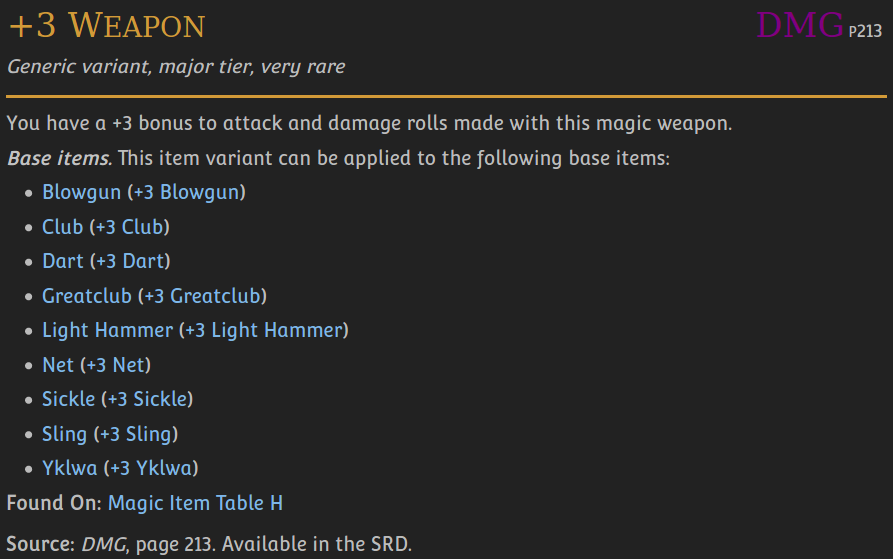 +3 WEAPON DMG P213
Generic variant, major tier, very rare
You have a +3 bonus to attack and damage rolls made with this magic weapon.
Base items. This item variant can be applied to the following base items:
• Blowgun (+3 Blowgun)
• Club (+3 Club)
• Dart (+3 Dart)
• Greatclub (+3 Greatclub)
• Light Hammer (+3 Light Hammer)
• Net (+3 Net)
• Sickle (+3 Sickle)
• Sling (+3 Sling)
• Yklwa (+3 Yklwa)
Found On: Magic Item Table H
Source: DMG, page 213. Available in the SRD.